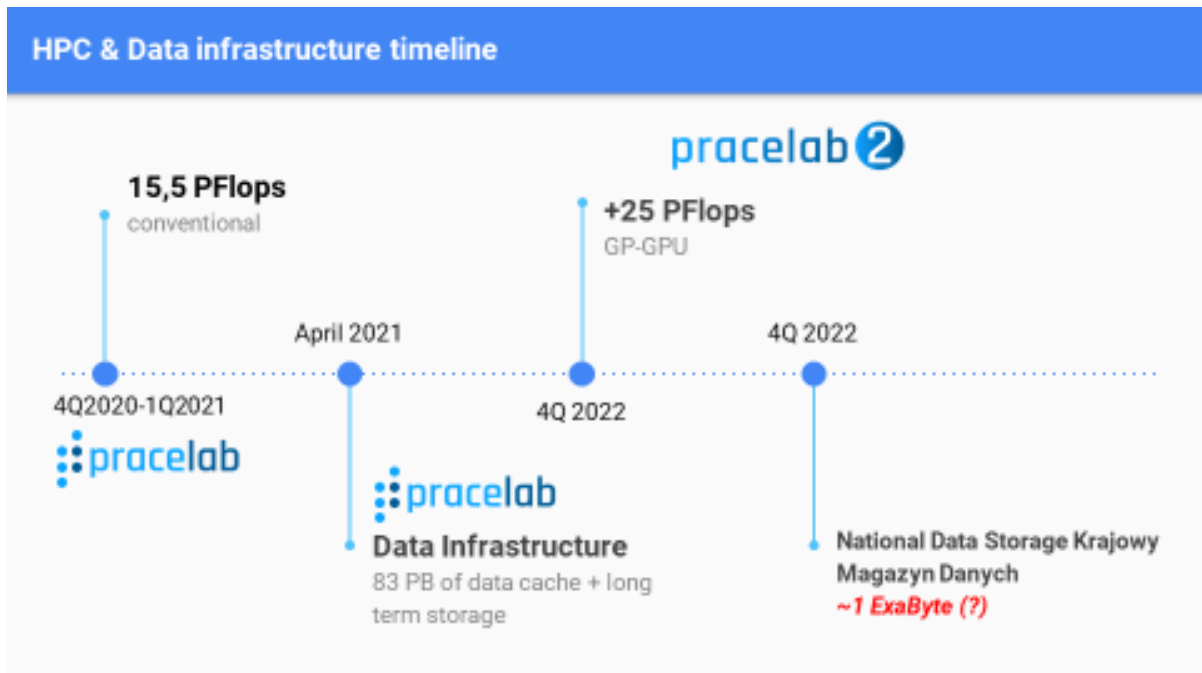 HPC & Data infrastructure timeline
pracelab 2
15,5 PFlops
conventional
+25 PFlops
GP-GPU
April 2021
4Q 2022
4Q2020-1Q2021
4Q 2022
pracelab
pracelab
Data Infrastructure
83 PB of data cache + long
term storage
National Data Storage Krajowy
Magazyn Danych
~1 ExaByte (?)